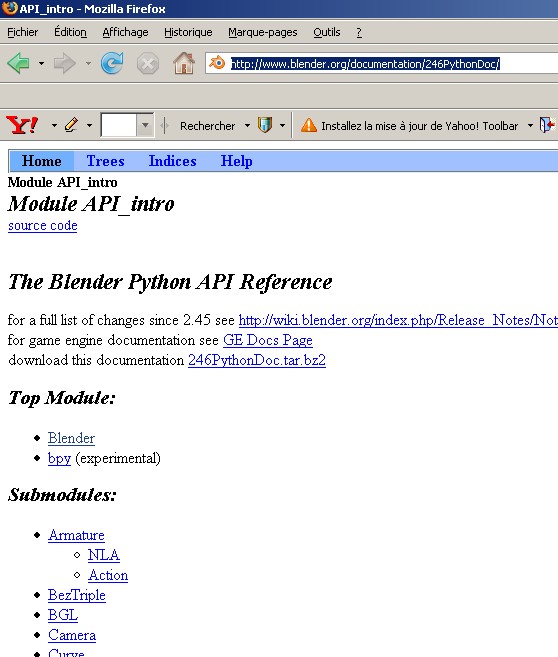 API_intro - Mozilla Firefox
Fichier Édition Affichage Historique Marque-pages Outils ?
http://www.blender.org/documentation/246PythonDoc/
Y! Rechercher Installez la mise à jour de Yahoo! Toolbar
Home Trees Indices Help
Module API_intro
Module API_intro
source code
The Blender Python API Reference
for a full list of changes since 2.45 see http://wiki.blender.org/index.php/Release_Notes/Not
for game engine documentation see GE Docs Page
download this documentation 246PythonDoc.tar.bz2
Top Module:
Blender
bpy (experimental)
Submodules:
Armature
NLA
Action
BezTriple
BGL
Camera
Curve